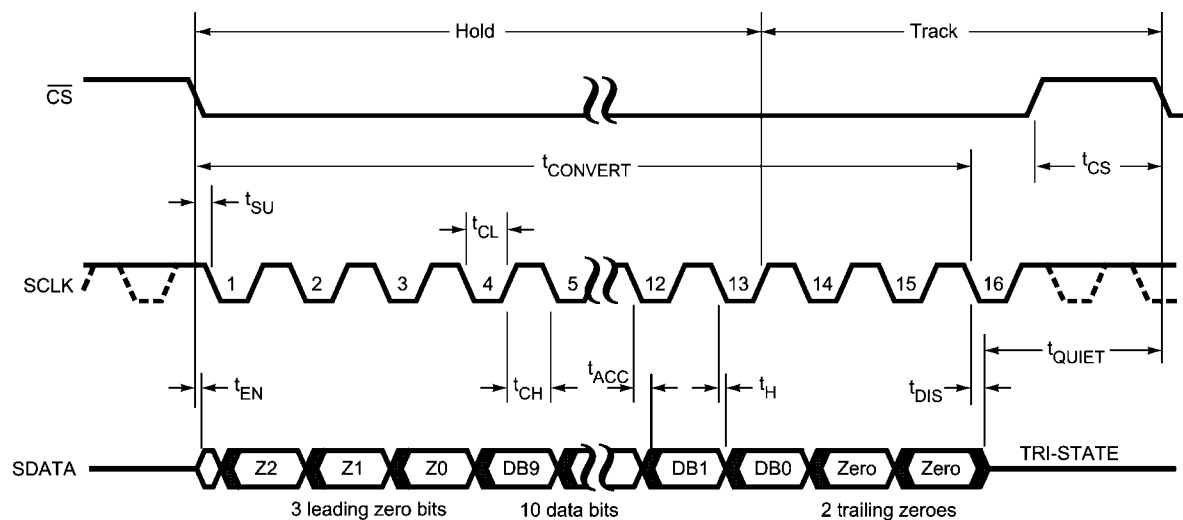 Hold Track
CS
tCONVERT tCS
tSU
tCL
SCLK 1 2 3 4 5 12 13 14 15 16
tQUIET
tEN tCH tACC tH tDIS
SDATA Z2 Z1 Z0 DB9 DB1 DB0 Zero Zero TRI-STATE
3 leading zero bits 10 data bits 2 trailing zeroes